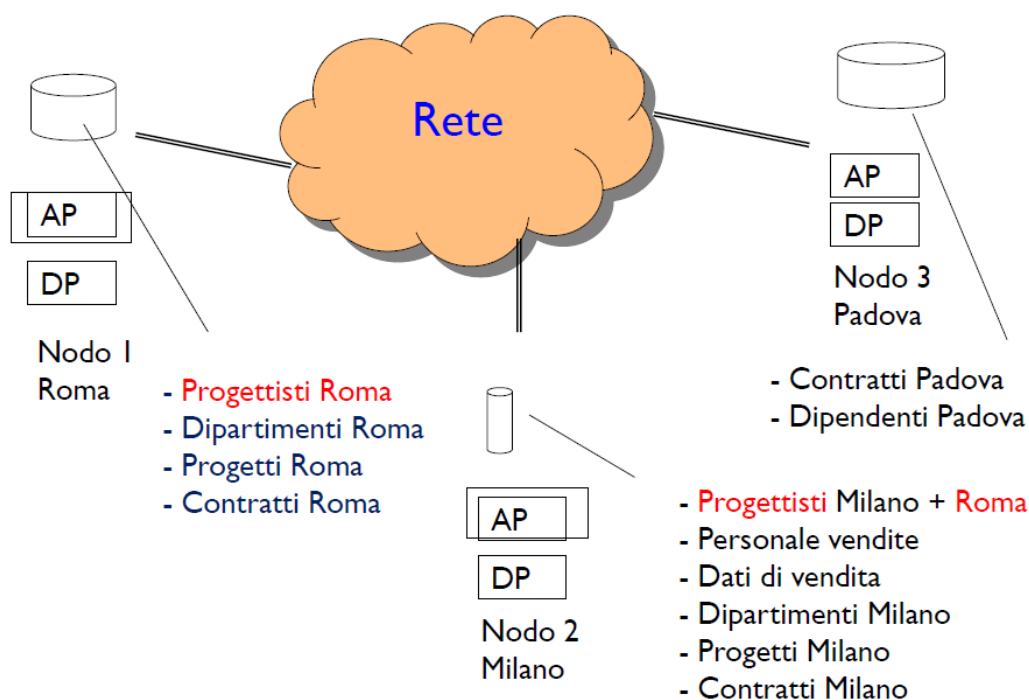 Rete
AP
DP
Nodo 1
Roma
- Progettisti Roma
- Dipartimenti Roma
- Progetti Roma
- Contratti Roma
AP
DP
Nodo 2
Milano
- Progettisti Milano + Roma
- Personale vendite
- Dati di vendita
- Dipartimenti Milano
- Progetti Milano
- Contratti Milano
AP
DP
Nodo 3
Padova
- Contratti Padova
- Dipendenti Padova